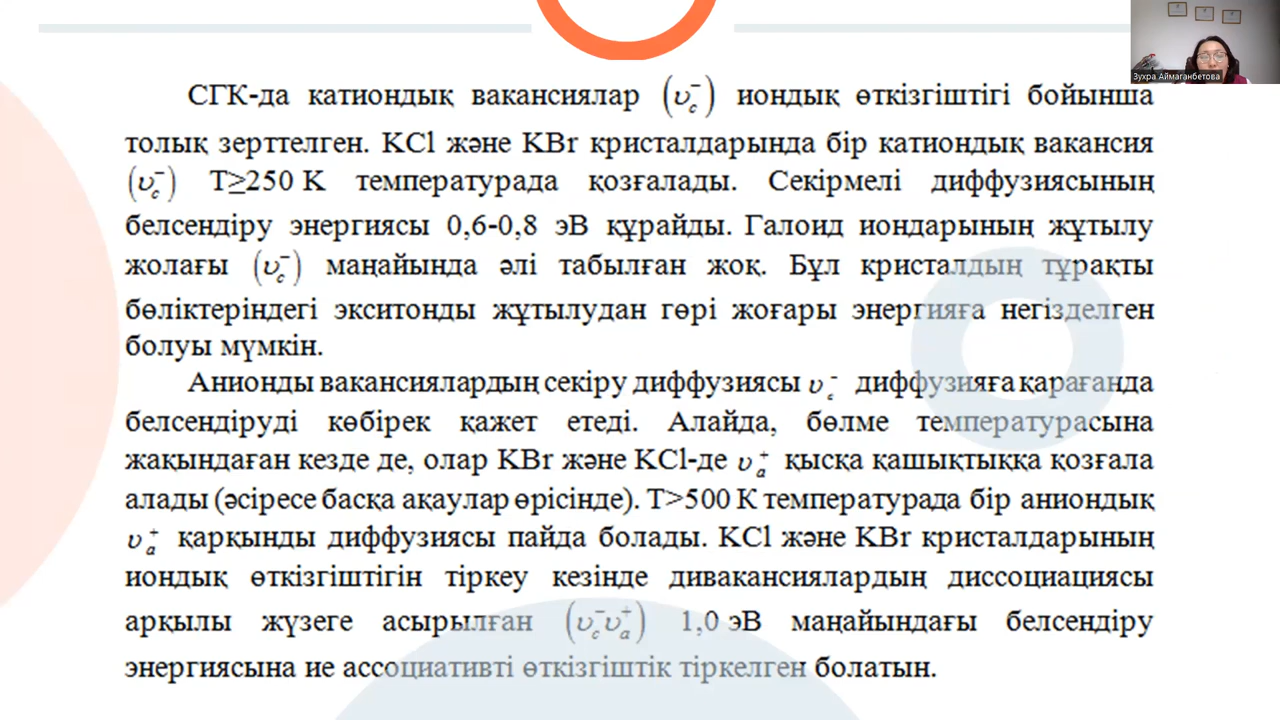 Зухра Аймаганбетова
СГК-да катиондық вакансиялар (υc⁻) иондық өткізгіштігі бойынша
толық зерттелген. KCl және KBr кристалдарында бір катиондық вакансия
(υc⁻) T≥250 K температурада қозғалады. Секірмелі диффузиясының
белсендіру энергиясы 0,6-0,8 эВ құрайды. Галоид иондарының жұтылу
жолағы (υc⁻) маңайында әлі табылған жоқ. Бұл кристалдың тұрақты
бөліктеріндегі экситонды жұтылудан гөрі жоғары энергияға негізделген
болуы мүмкін.
Анионды вакансиялардың секіру диффузиясы υc⁻ диффузияға қарағанда
белсендіруді көбірек қажет етеді. Алайда, бөлме температурасына
жақындаған кезде де, олар KBr және KCl-де υa⁺ қысқа қашықтыққа қозғала
алады (әсіресе басқа ақаулар өрісінде). T>500 К температурада бір аниондық
υa⁺ қарқынды диффузиясы пайда болады. KCl және KBr кристалдарының
иондық өткізгіштігін тіркеу кезінде дивакансиялардың диссоциациясы
арқылы жүзеге асырылған (υc⁻υa⁺) 1,0 эВ маңайындағы белсендіру
энергиясына ие ассоциативті өткізгіштік тіркелген болатын.